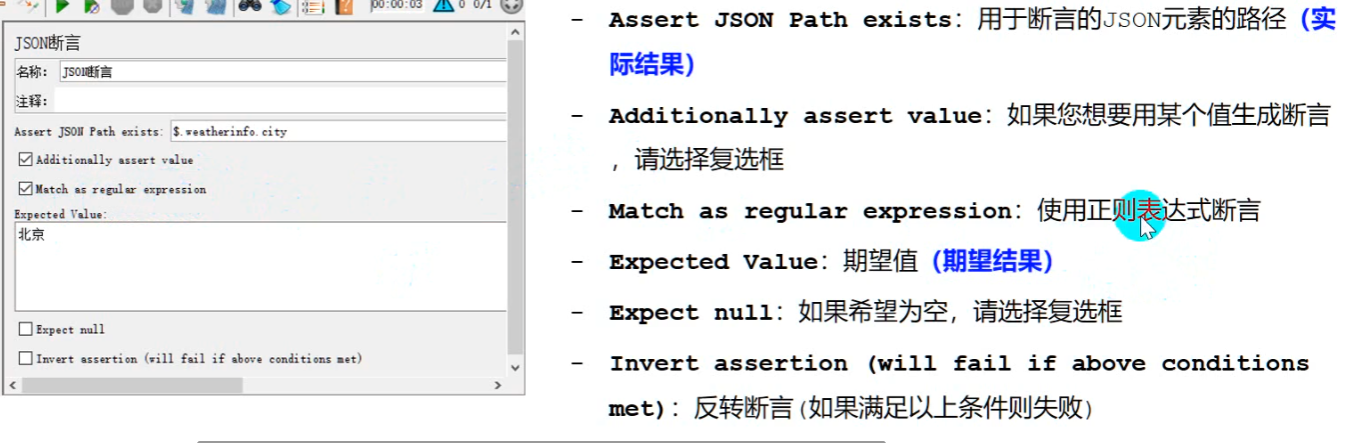 00:00:03 0 0/1
JSON断言
名称: JSON断言
注释:
Assert JSON Path exists: $.weatherinfo.city
Additionally assert value
Match as regular expression
Expected Value:
北京
Expect null
Invert assertion (will fail if above conditions met)
- Assert JSON Path exists：用于断言的JSON元素的路径（实
际结果）
- Additionally assert value：如果您想要用某个值生成断言
，请选择复选框
- Match as regular expression：使用正则表达式断言
- Expected Value：期望值（期望结果）
- Expect null：如果希望为空，请选择复选框
- Invert assertion (will fail if above conditions
met)：反转断言(如果满足以上条件则失败)